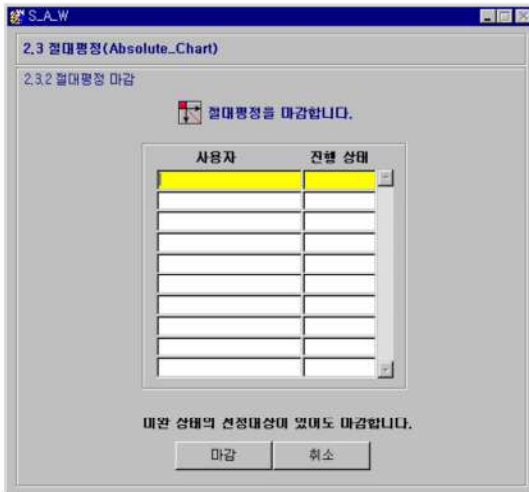 S_A_W
2.3 절대평정(Absolute_Chart)
2.3.2 절대평정 마감
절대평정을 마감합니다.
사용자 진행 상태
미완 상태의 선정대상이 있어도 마감합니다.
마감 취소